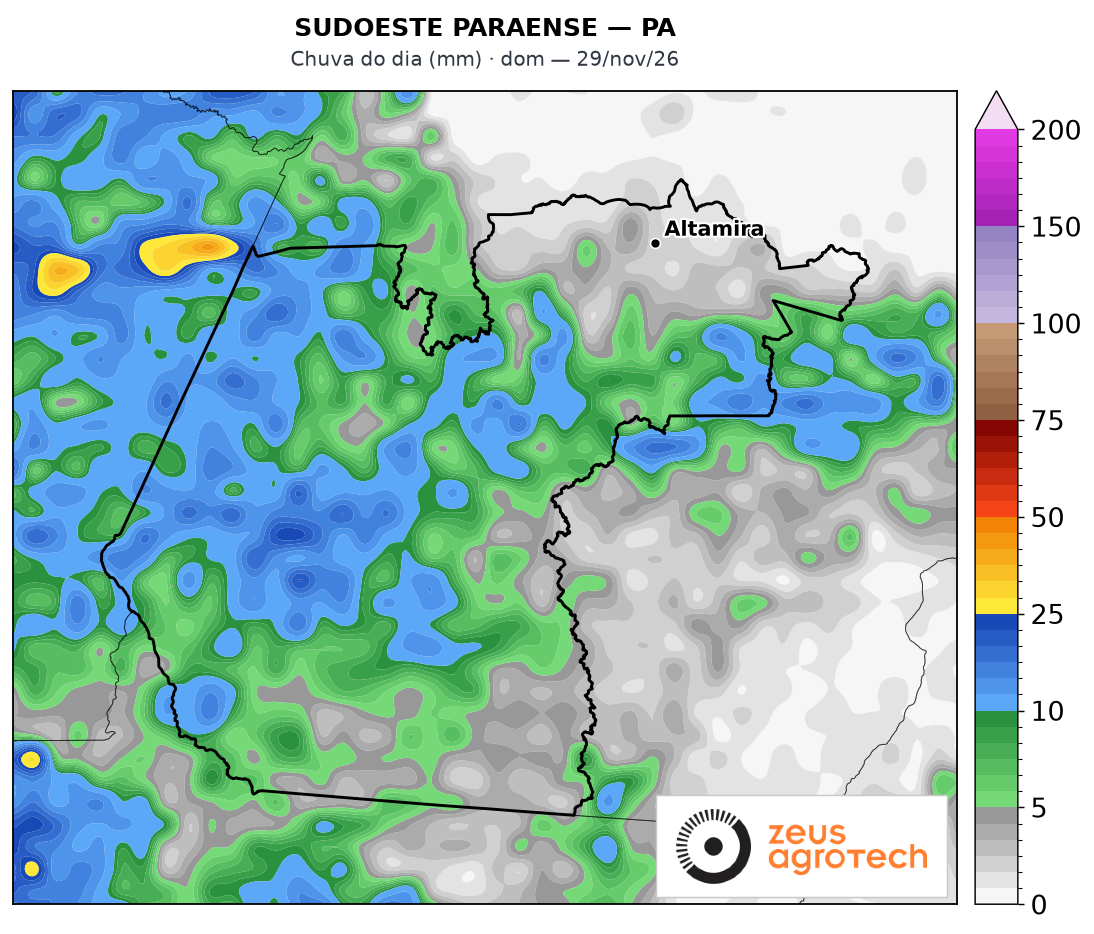 SUDOESTE PARAENSE — PA
Chuva do dia (mm) · dom — 29/nov/26
Altamira
200
150
100
75
50
25
10
5
0
zeus
agrotech